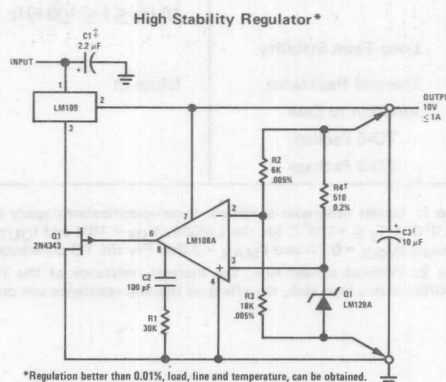 High Stability Regulator*
C1‡
2.2 µF
+
INPUT
1
LM109
2
3
OUTPUT
10V
≤ 1A
R2
6K
.005%
R4†
510
0.2%
7
2
LM108A
6
8
+
3
4
Q2
2N4343
C2
100 pF
R1
30K
R3
.005%
Q1
LM129A
C3‡
10 µF
+
*Regulation better than 0.01%, load, line and temperature, can be obtained.